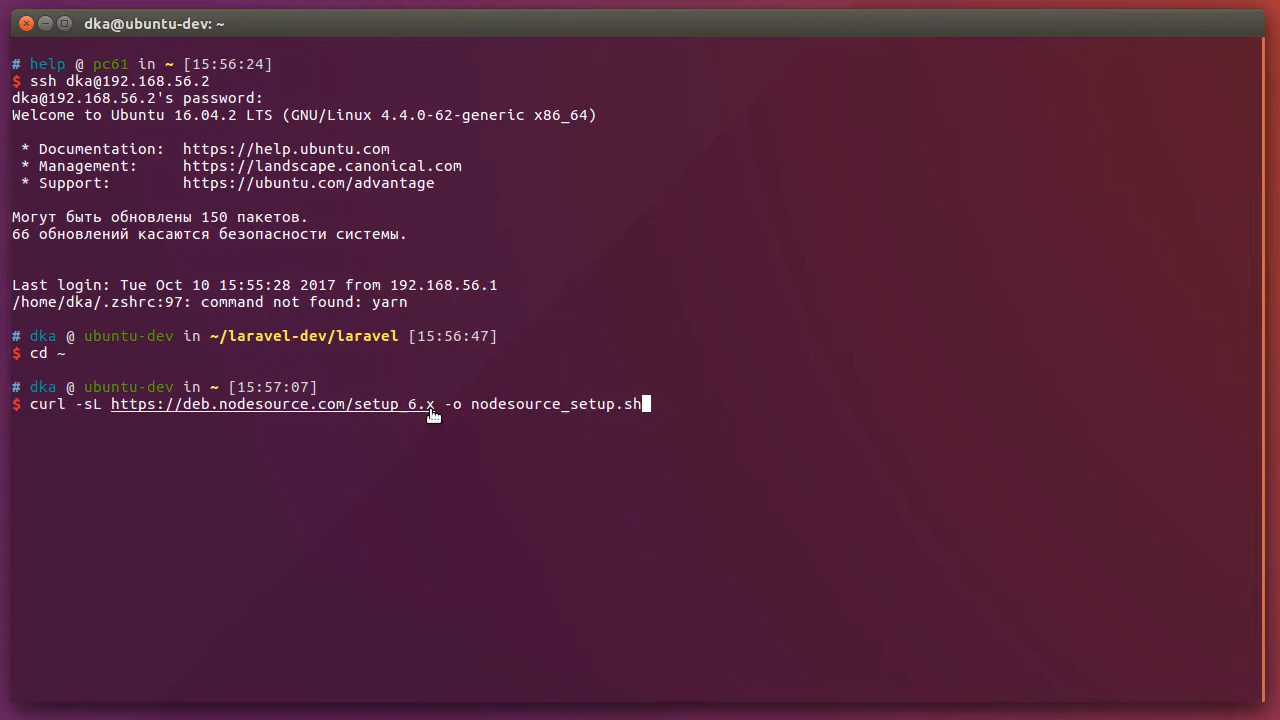 dka@ubuntu-dev: ~
# help @ pc61 in ~ [15:56:24]
$ ssh dka@192.168.56.2
dka@192.168.56.2's password:
Welcome to Ubuntu 16.04.2 LTS (GNU/Linux 4.4.0-62-generic x86_64)
* Documentation: https://help.ubuntu.com
* Management: https://landscape.canonical.com
* Support: https://ubuntu.com/advantage
Могут быть обновлены 150 пакетов.
66 обновлений касаются безопасности системы.
Last login: Tue Oct 10 15:55:28 2017 from 192.168.56.1
/home/dka/.zshrc:97: command not found: yarn
# dka @ ubuntu-dev in ~/laravel-dev/laravel [15:56:47]
$ cd ~
# dka @ ubuntu-dev in ~ [15:57:07]
$ curl -sL https://deb.nodesource.com/setup_6.x -o nodesource_setup.sh